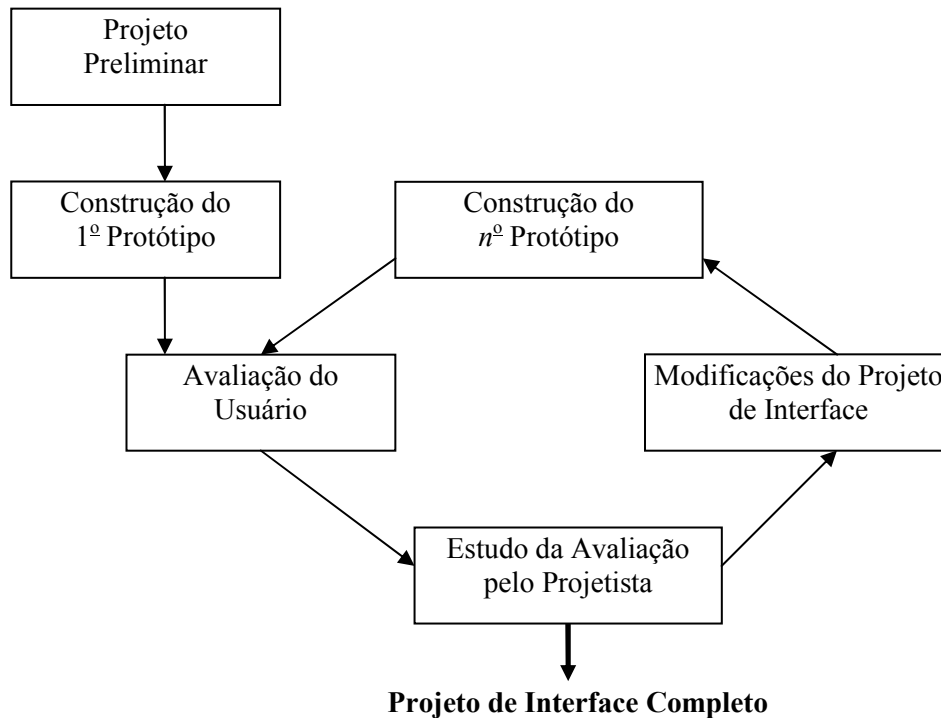 Projeto
Preliminar
Construção do
1º Protótipo
Construção do
nº Protótipo
Avaliação do
Usuário
Modificações do Projeto
de Interface
Estudo da Avaliação
pelo Projetista
Projeto de Interface Completo